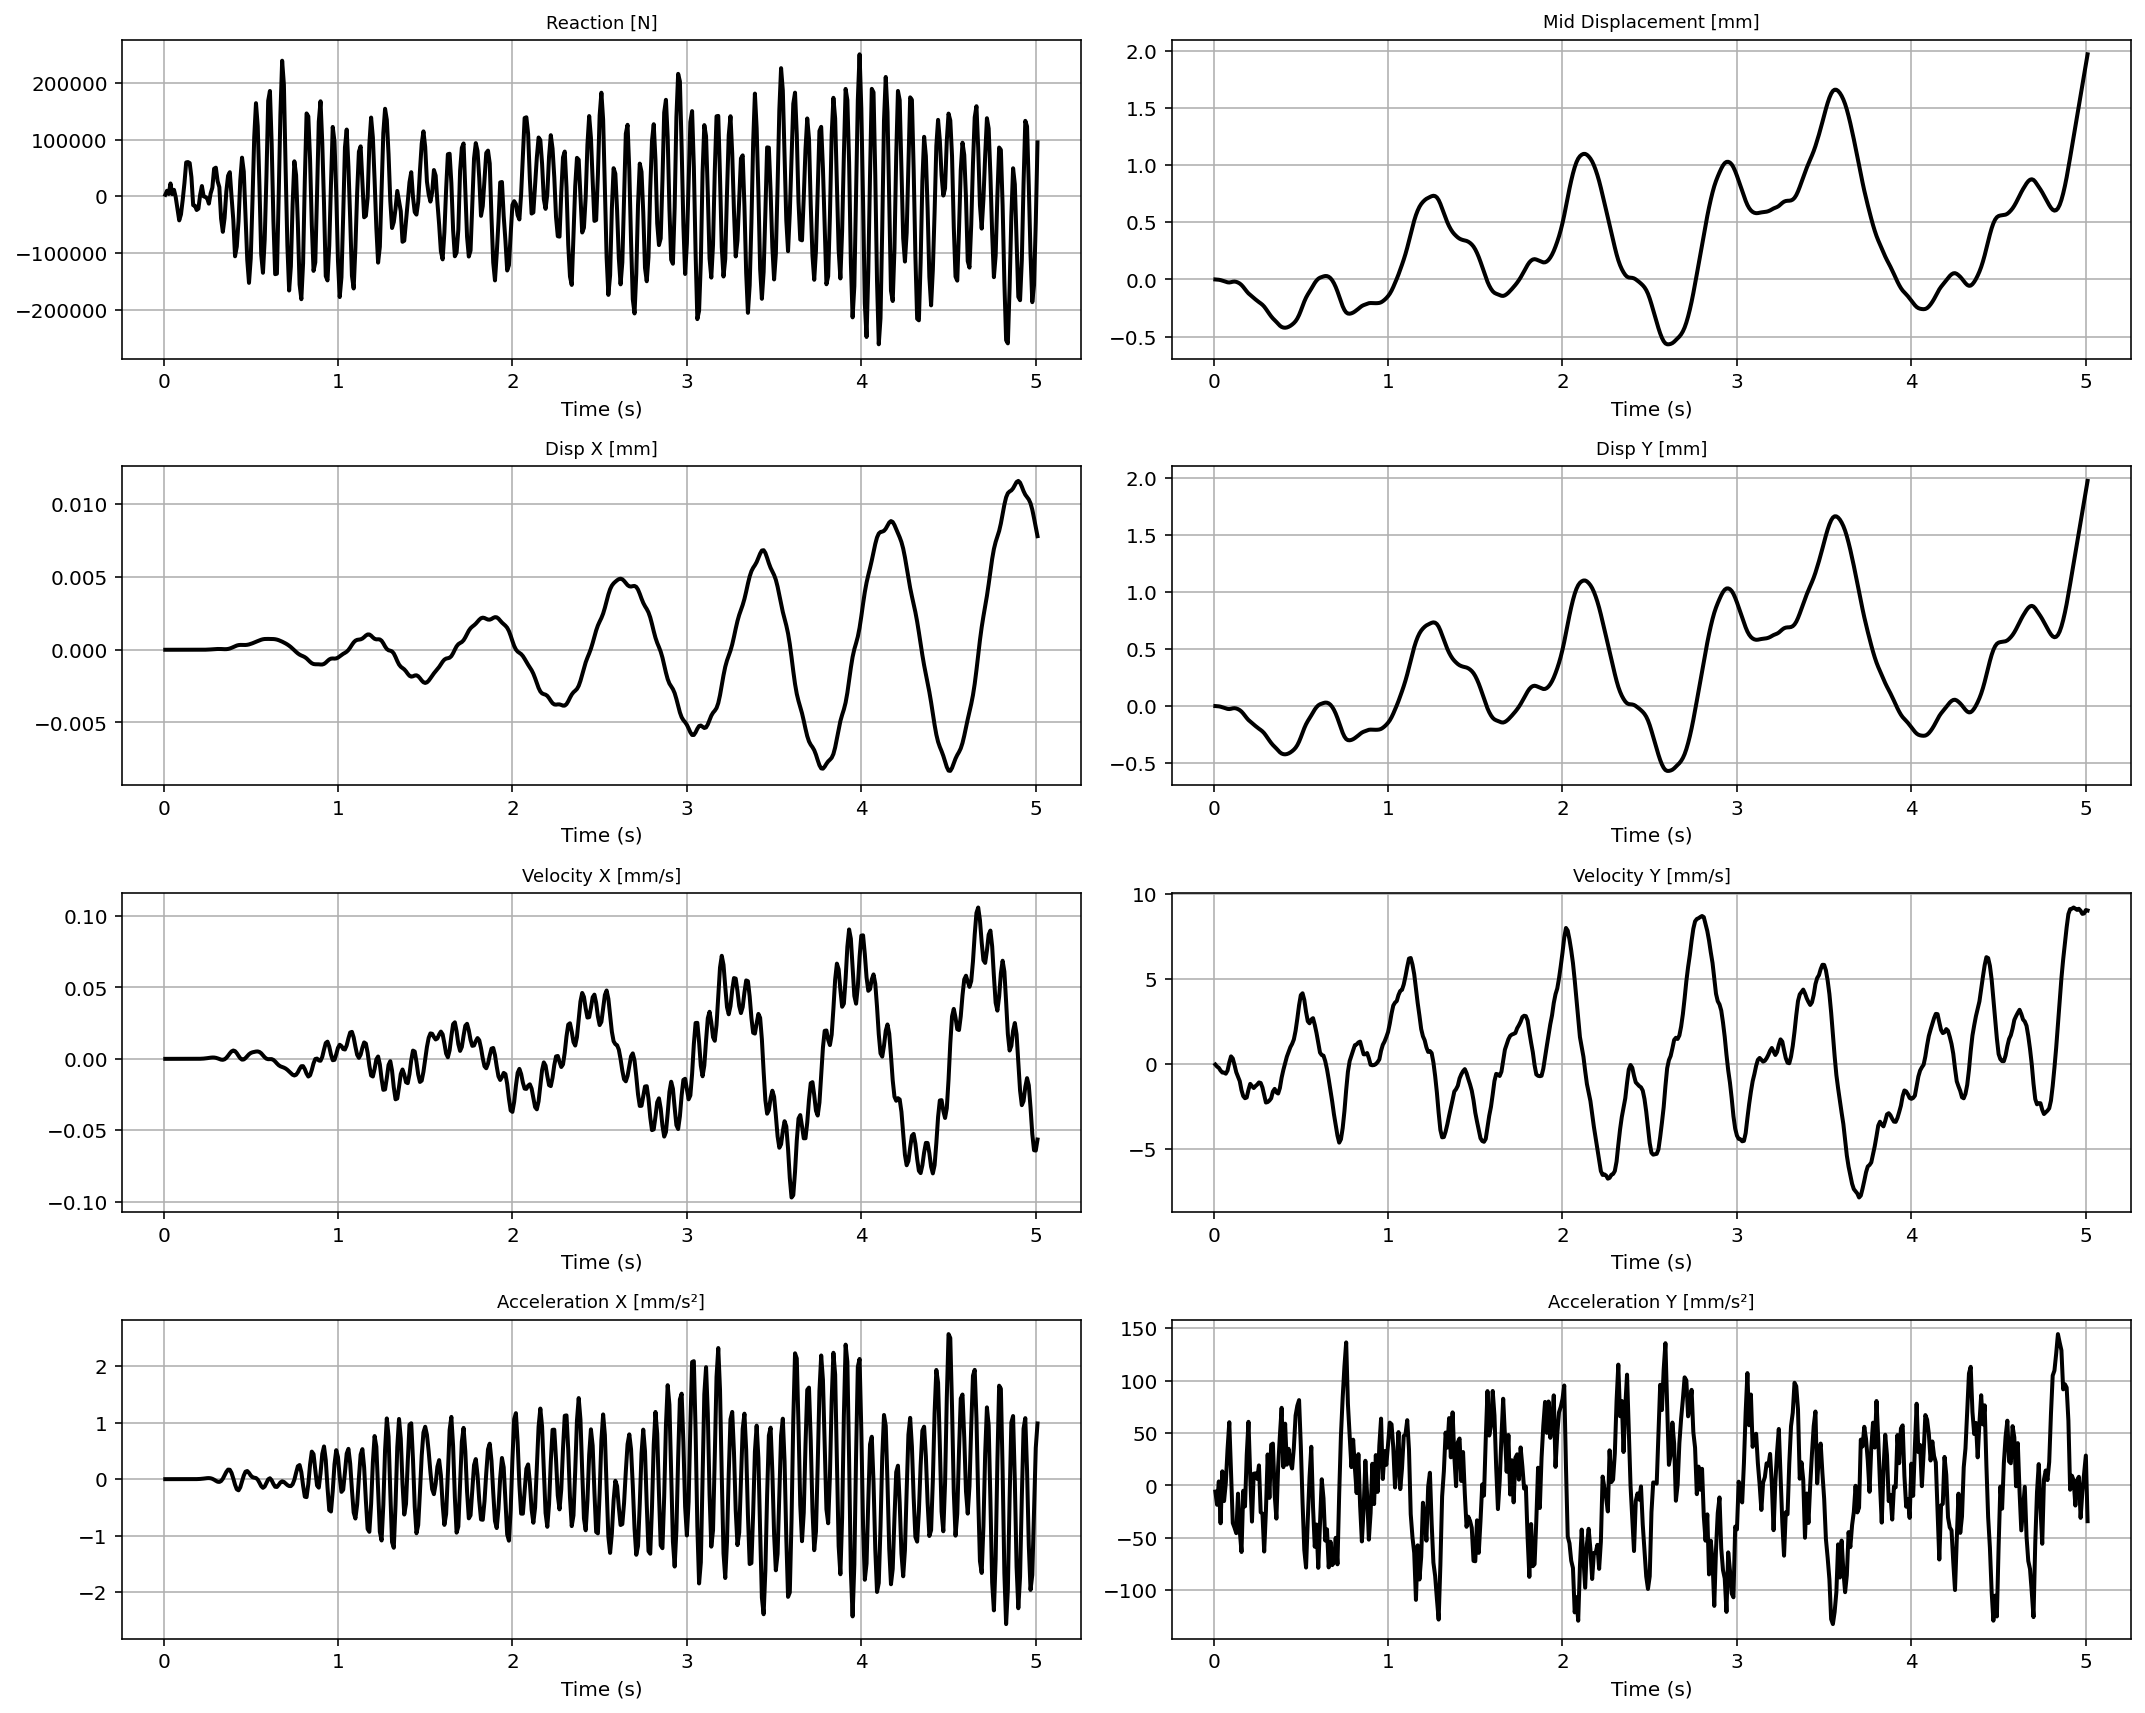 Reaction [N]
200000
100000
0
−100000
−200000
0 1 2 3 4 5
Time (s)
Mid Displacement [mm]
2.0
1.5
1.0
0.5
0.0
−0.5
0 1 2 3 4 5
Time (s)
Disp X [mm]
0.010
0.005
0.000
−0.005
0 1 2 3 4 5
Time (s)
Disp Y [mm]
2.0
1.5
1.0
0.5
0.0
−0.5
0 1 2 3 4 5
Time (s)
Velocity X [mm/s]
0.10
0.05
0.00
−0.05
−0.10
0 1 2 3 4 5
Time (s)
Velocity Y [mm/s]
10
5
0
−5
0 1 2 3 4 5
Time (s)
Acceleration X [mm/s²]
2
1
0
−1
−2
0 1 2 3 4 5
Time (s)
Acceleration Y [mm/s²]
150
100
50
0
−50
−100
0 1 2 3 4 5
Time (s)